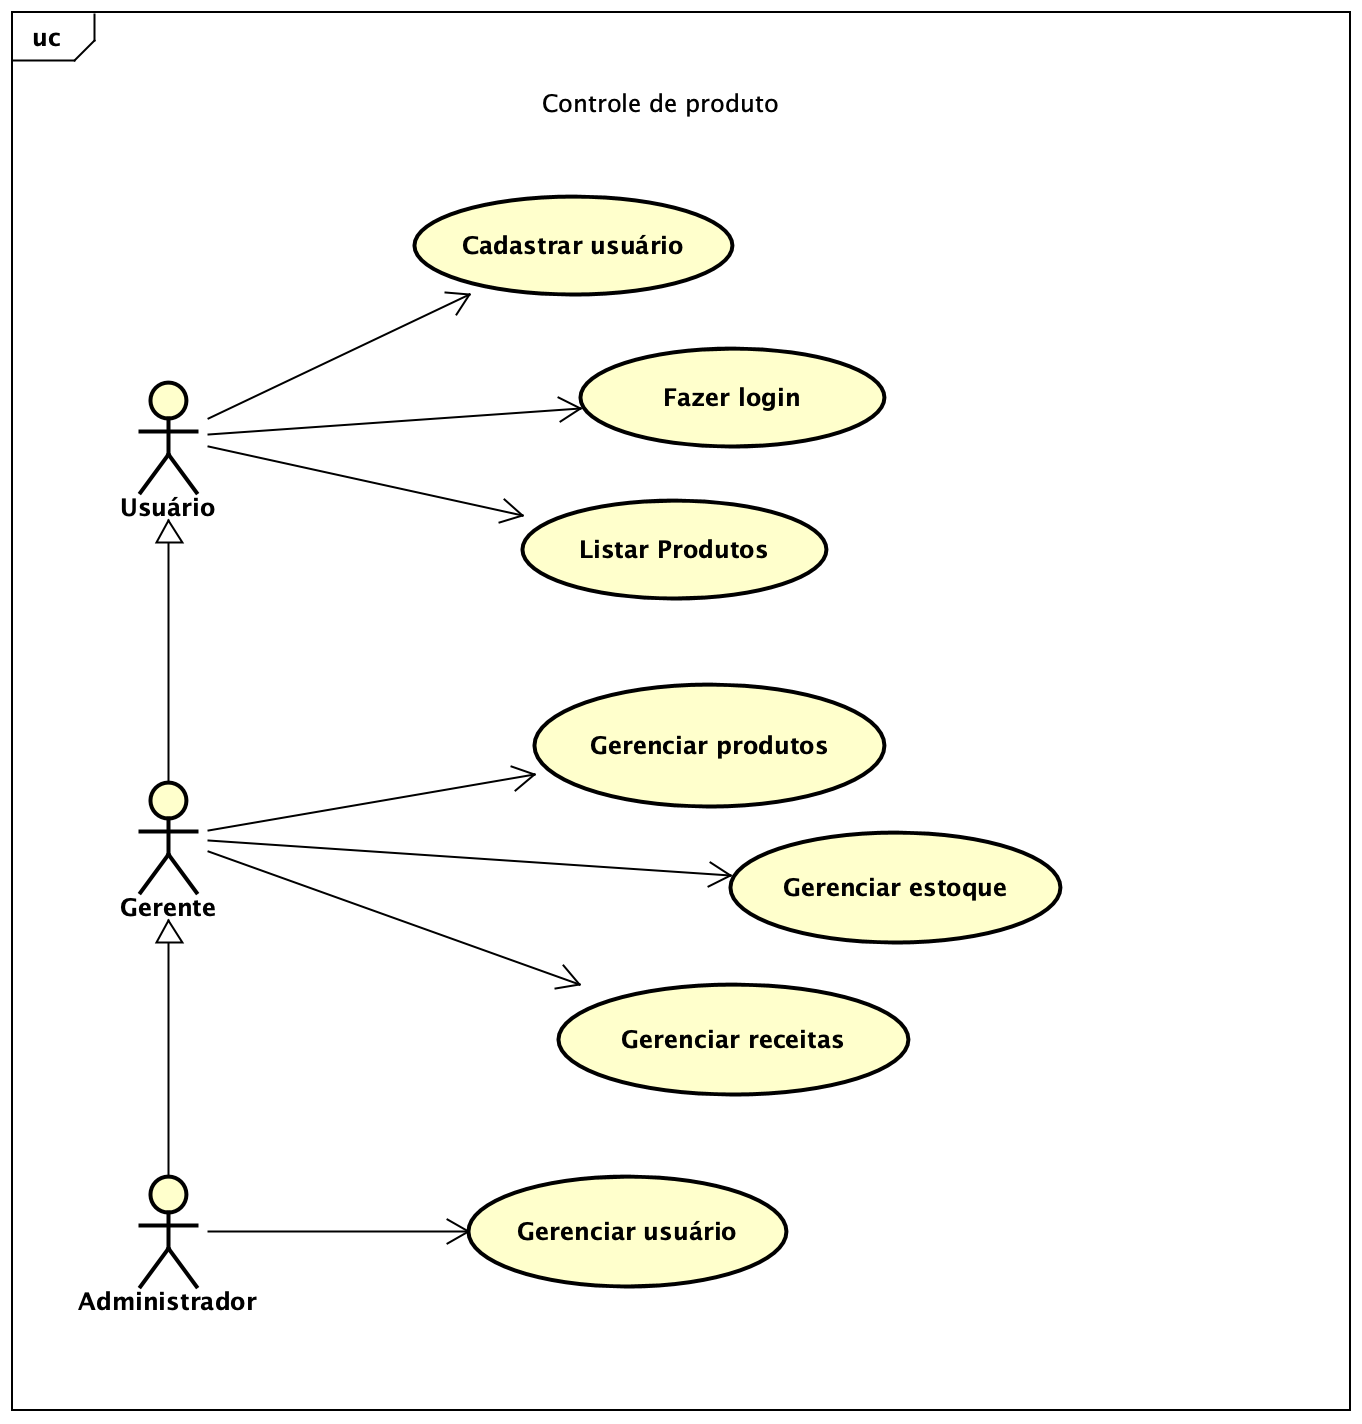 uc
Controle de produto
Cadastrar usuário
Fazer login
Usuário
Listar Produtos
Gerenciar produtos
Gerenciar estoque
Gerente
Gerenciar receitas
Gerenciar usuário
Administrador